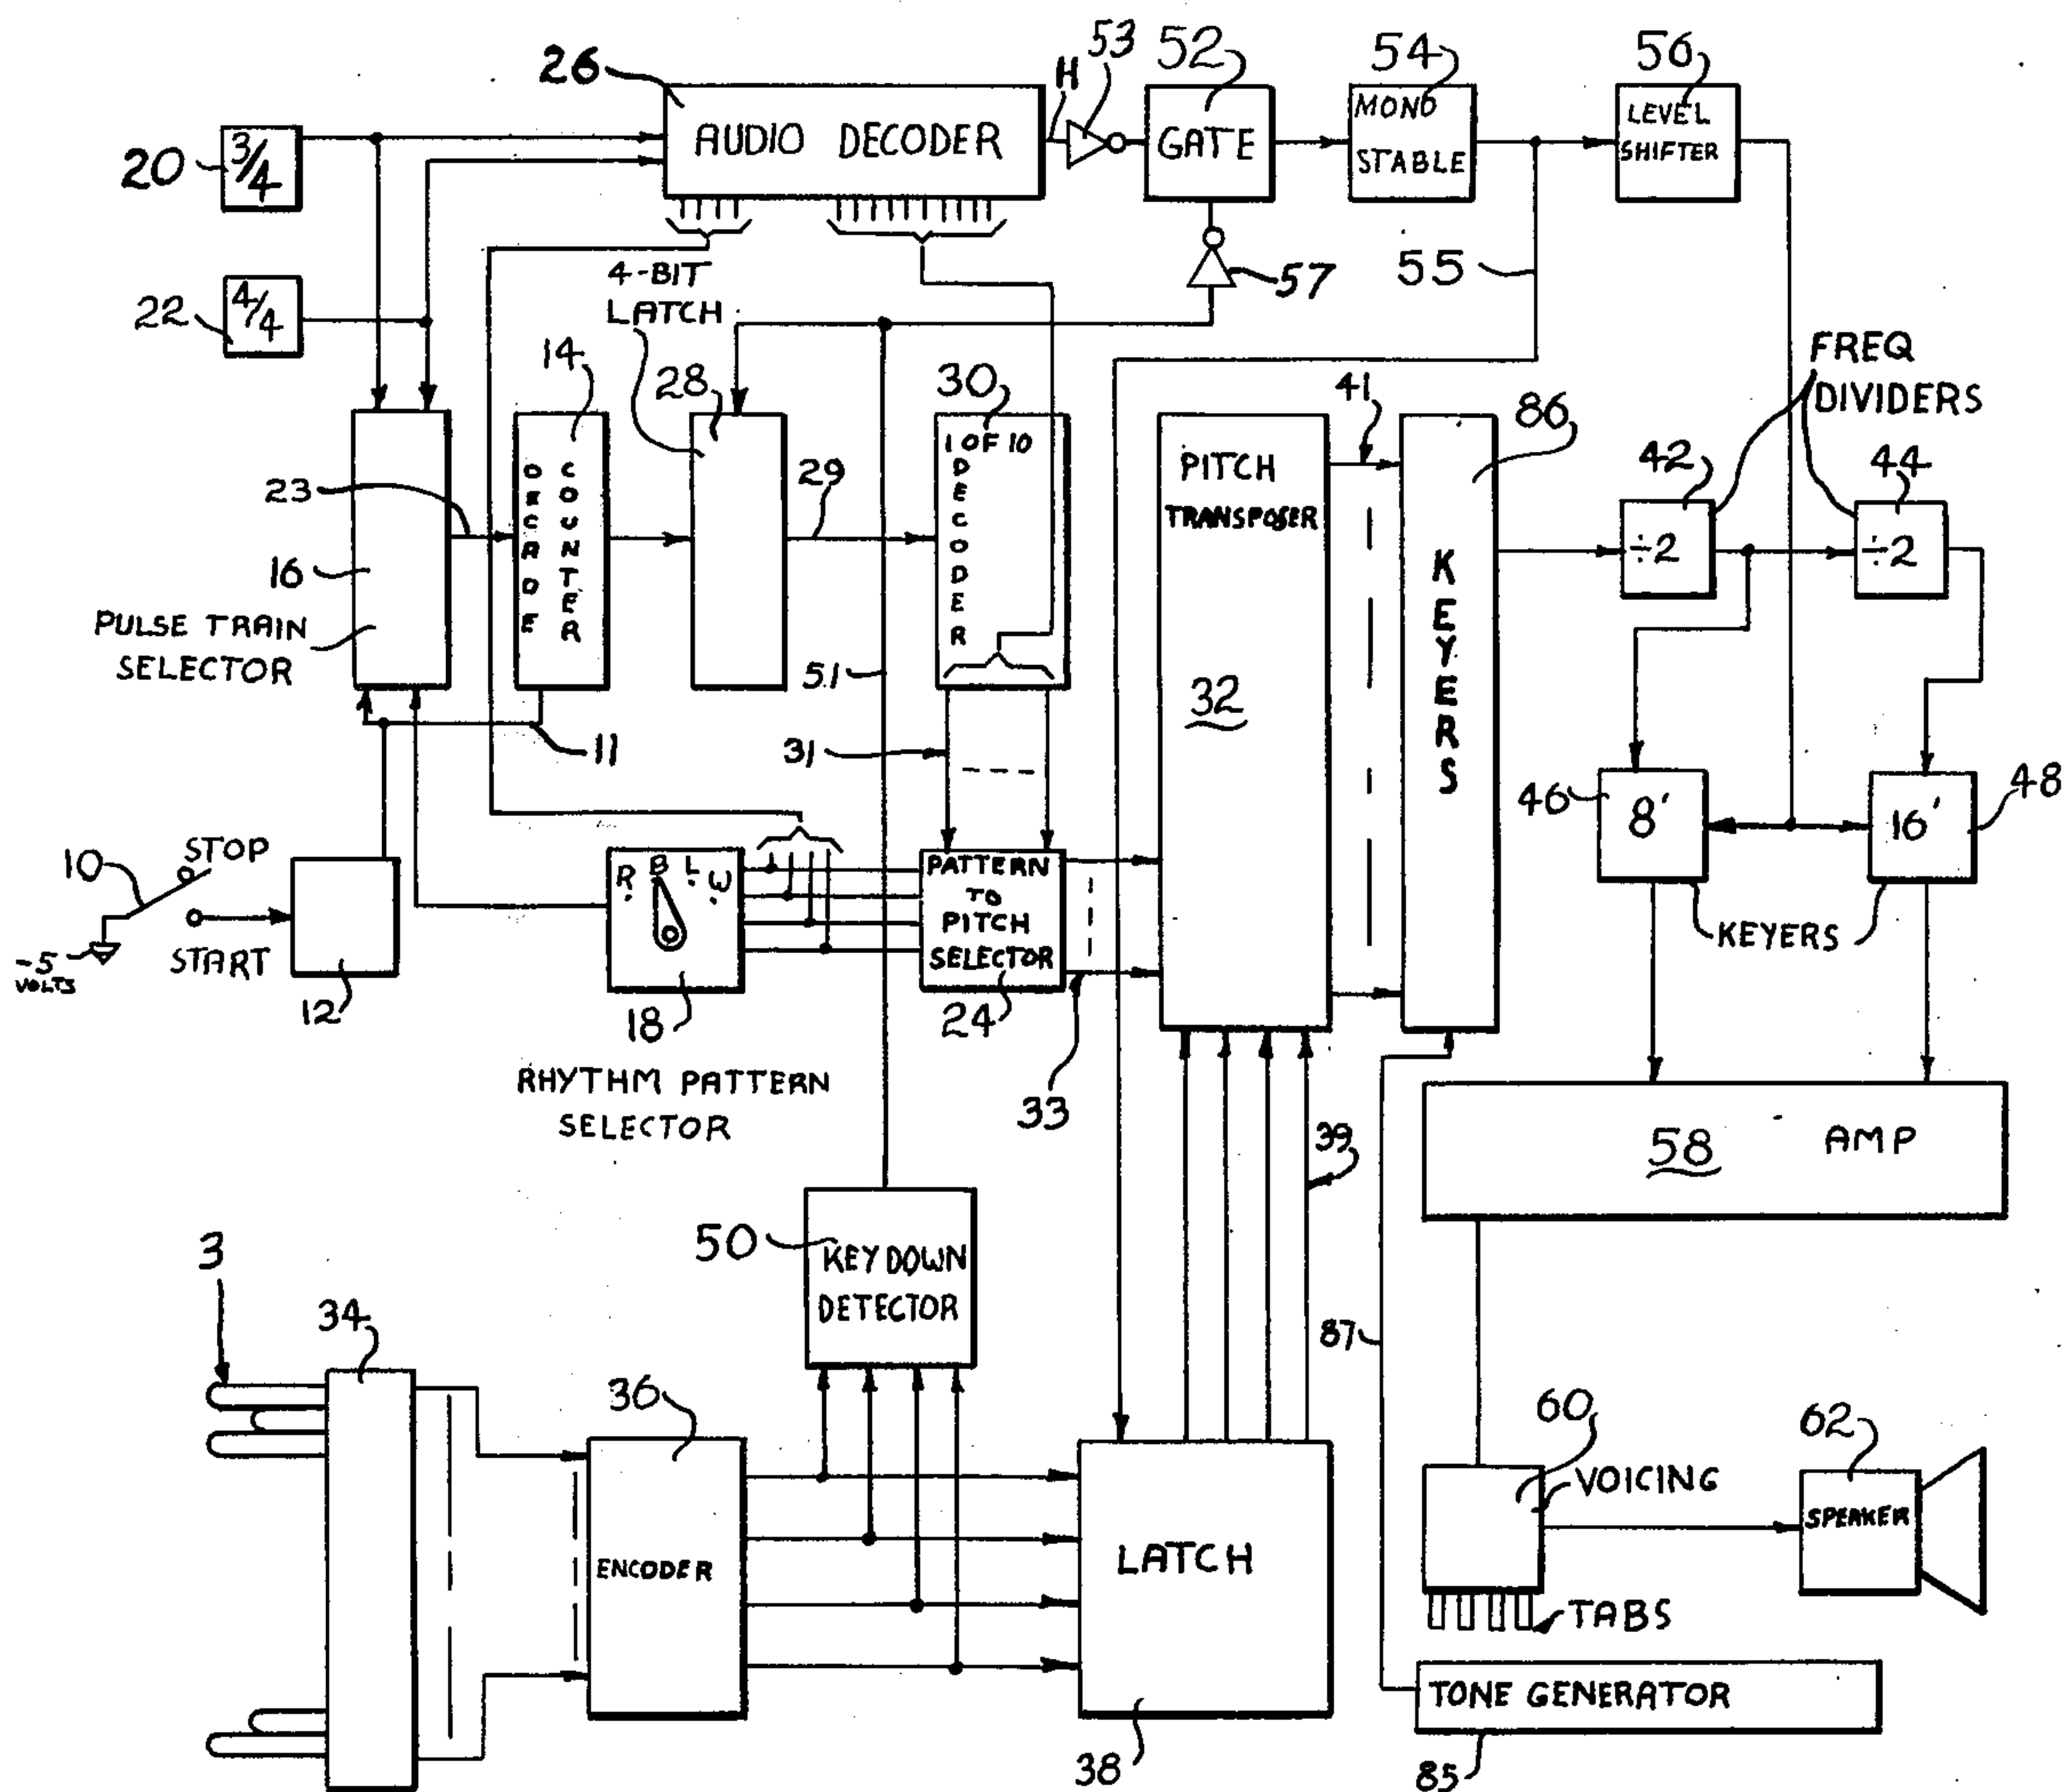 26
H
53
52
54
56
20
3/4
AUDIO DECODER
GATE
MONO
STABLE
LEVEL
SHIFTER
22
4/4
4-BIT
LATCH
57
55
14
28
30
41
86
FREQ
DIVIDERS
23
DECADE
COUNTER
29
1 OF 10
DECODER
PITCH
TRANSPOSER
KEYERS
42
÷2
44
÷2
16
PULSE TRAIN
SELECTOR
51
32
11
31
46
8'
16'
48
10
STOP
START
-5
VOLTS
12
R B L W
18
PATTERN
TO
PITCH
SELECTOR
24
KEYERS
RHYTHM PATTERN
SELECTOR
33
39
58 AMP
50
KEY DOWN
DETECTOR
3
34
36
87
60
62
VOICING
SPEAKER
ENCODER
LATCH
TABS
TONE GENERATOR
38
85